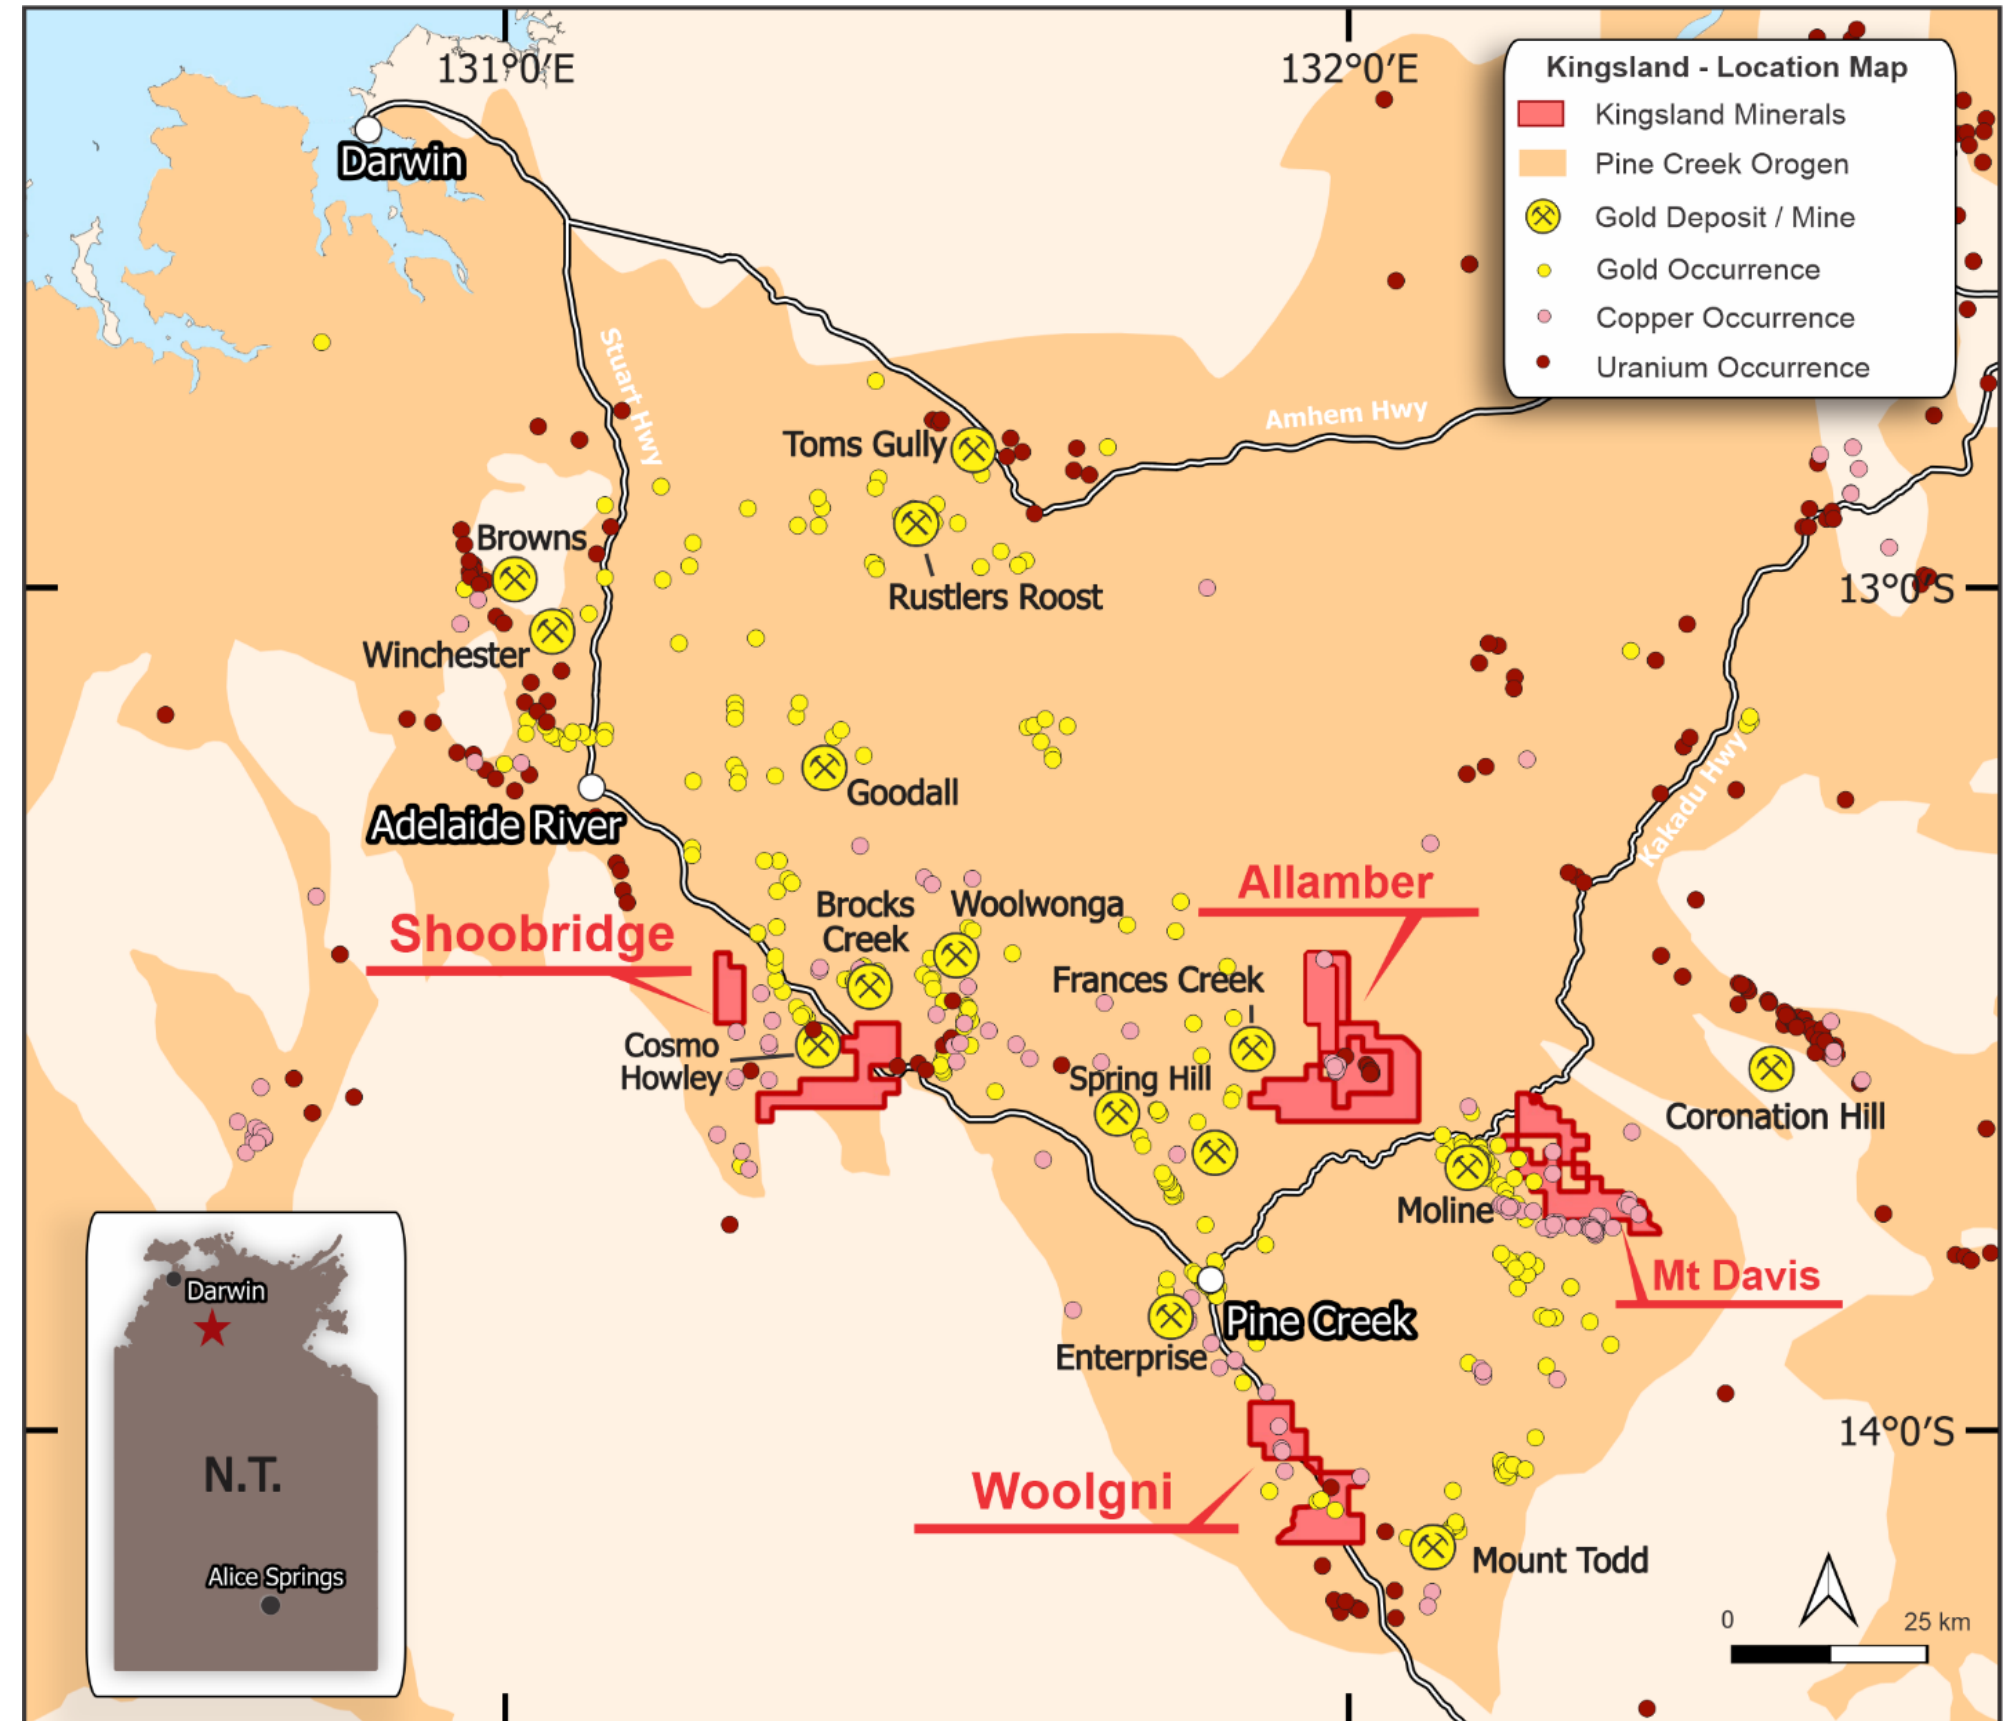 131°0'E
132°0'E
Kingsland - Location Map
Kingsland Minerals
Pine Creek Orogen
Gold Deposit / Mine
Gold Occurrence
Copper Occurrence
Uranium Occurrence
Darwin
Stuart Hwy
Amhem Hwy
Toms Gully
Browns
Rustlers Roost
13°0'S
Winchester
Goodall
Kakadu Hwy
Adelaide River
Allamber
Shoobridge
Brocks
Creek
Woolwonga
Frances Creek
Cosmo
Howley
Spring Hill
Coronation Hill
Moline
Mt Davis
Pine Creek
Enterprise
14°0'S
Woolgni
Mount Todd
Darwin
N.T.
Alice Springs
0
25 km